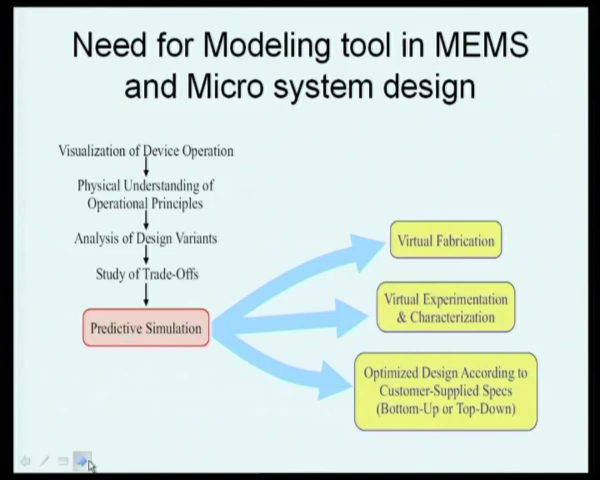 Need for Modeling tool in MEMS
and Micro system design
Visualization of Device Operation
Physical Understanding of
Operational Principles
Analysis of Design Variants
Study of Trade-Offs
Predictive Simulation
Virtual Fabrication
Virtual Experimentation
& Characterization
Optimized Design According to
Customer-Supplied Specs
(Bottom-Up or Top-Down)